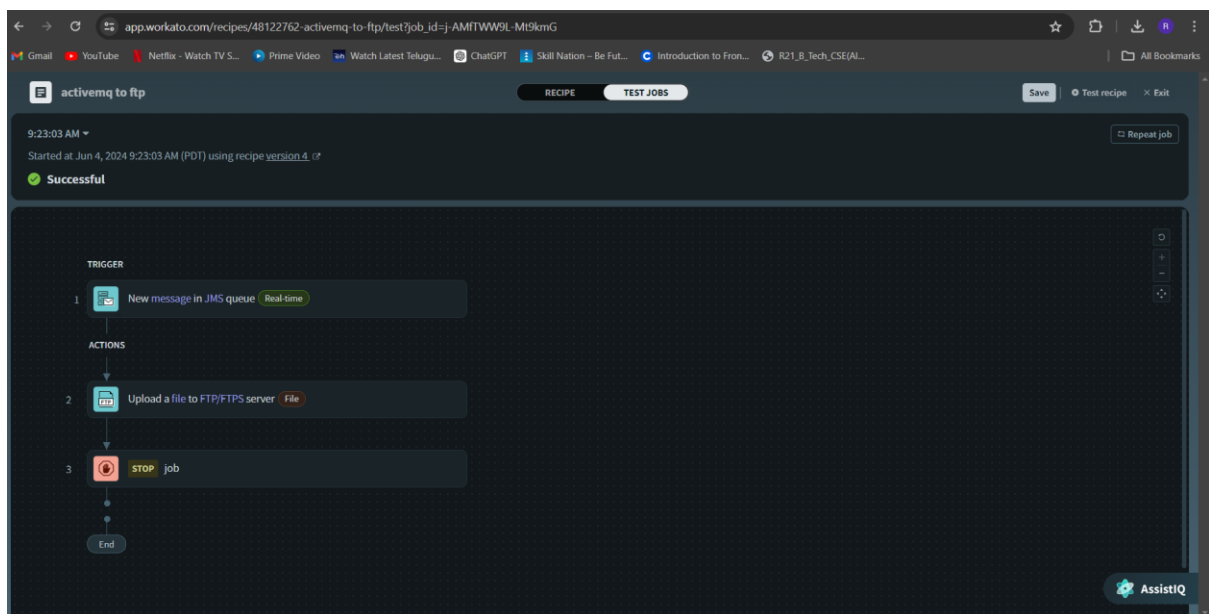 app.workato.com/recipes/48122762-activemq-to-ftp/test?job_id=j-AMfTWW9L-Mt9kmG
R
Gmail YouTube Netflix - Watch TV S... Prime Video Watch Latest Telugu... ChatGPT Skill Nation – Be Fut... Introduction to Fron... R21_B_Tech_CSE(AI... All Bookmarks
activemq to ftp RECIPE TEST JOBS Save Test recipe Exit
9:23:03 AM Repeat job
Started at Jun 4, 2024 9:23:03 AM (PDT) using recipe version 4
Successful
TRIGGER
1 New message in JMS queue Real-time
ACTIONS
2 FTP Upload a file to FTP/FTPS server File
3 STOP job
End
AssistIQ